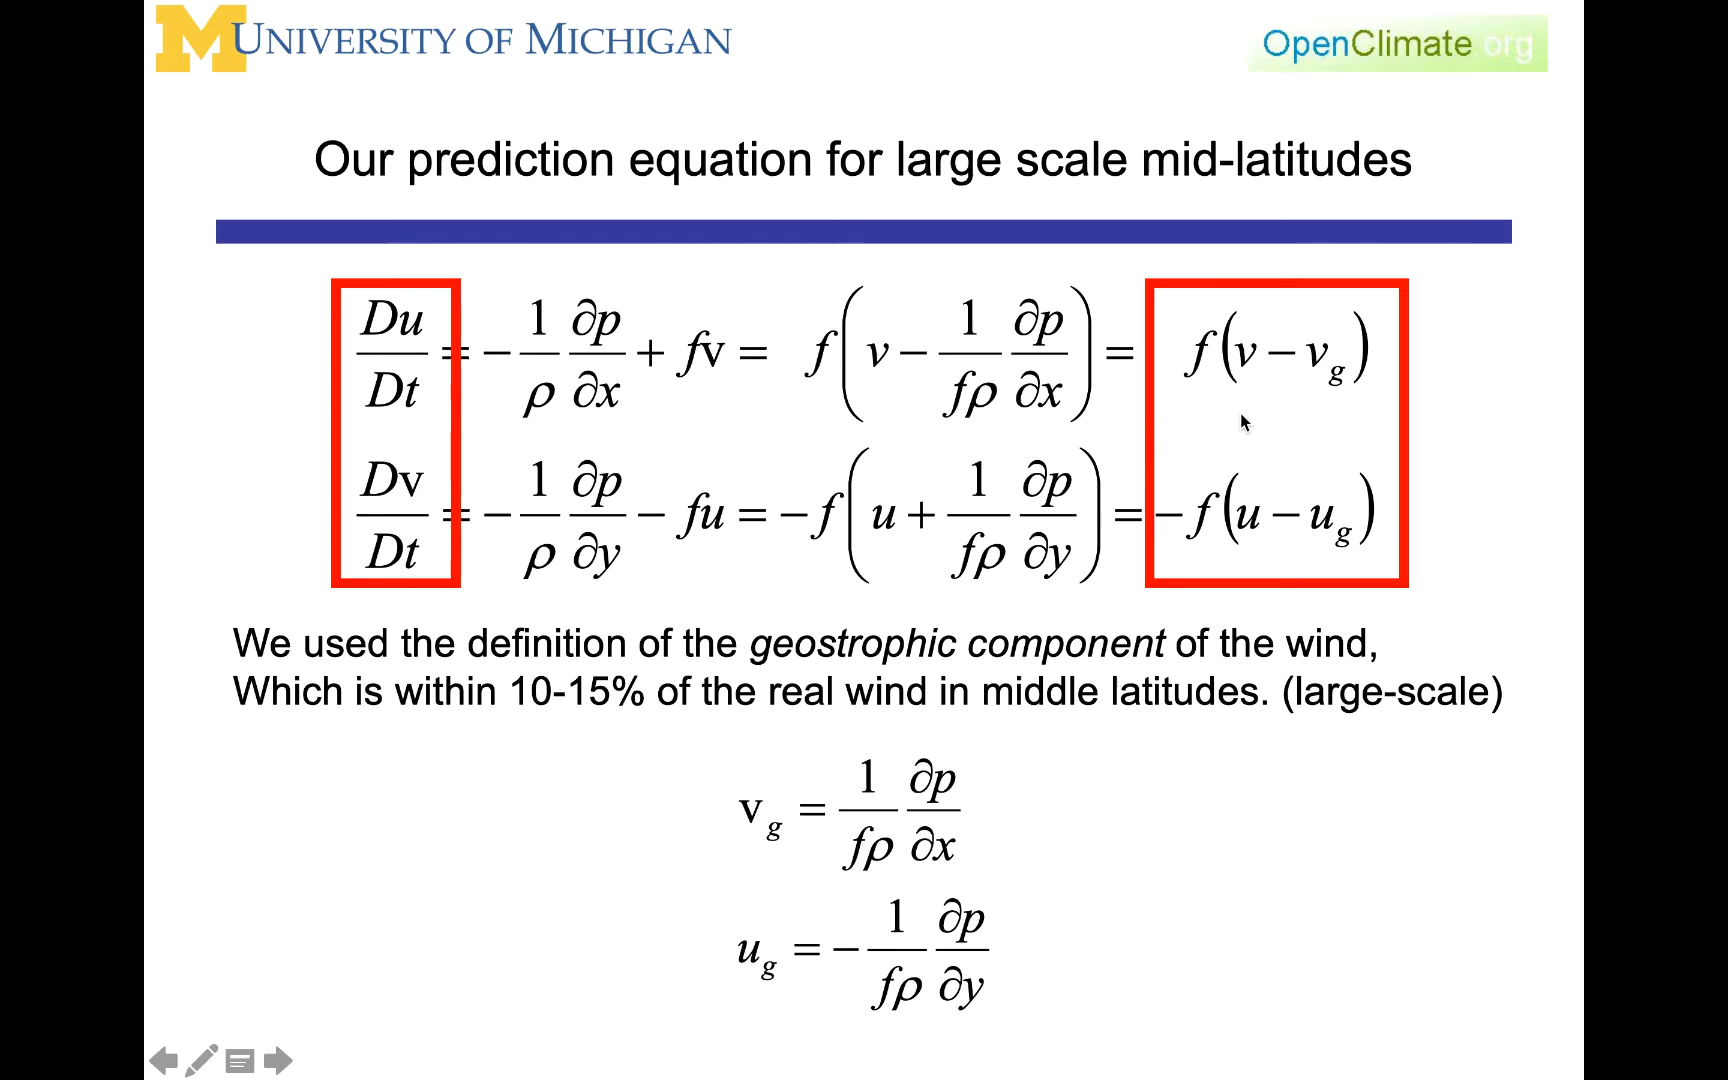 UNIVERSITY OF MICHIGAN
OpenClimate.org
Our prediction equation for large scale mid-latitudes
Du/Dt = −(1/ρ)(∂p/∂x) + fv = f(v − (1/fρ)(∂p/∂x)) = f(v − v_g)
Dv/Dt = −(1/ρ)(∂p/∂y) − fu = −f(u + (1/fρ)(∂p/∂y)) = −f(u − u_g)
We used the definition of the geostrophic component of the wind,
Which is within 10-15% of the real wind in middle latitudes. (large-scale)
v_g = (1/fρ)(∂p/∂x)
u_g = −(1/fρ)(∂p/∂y)